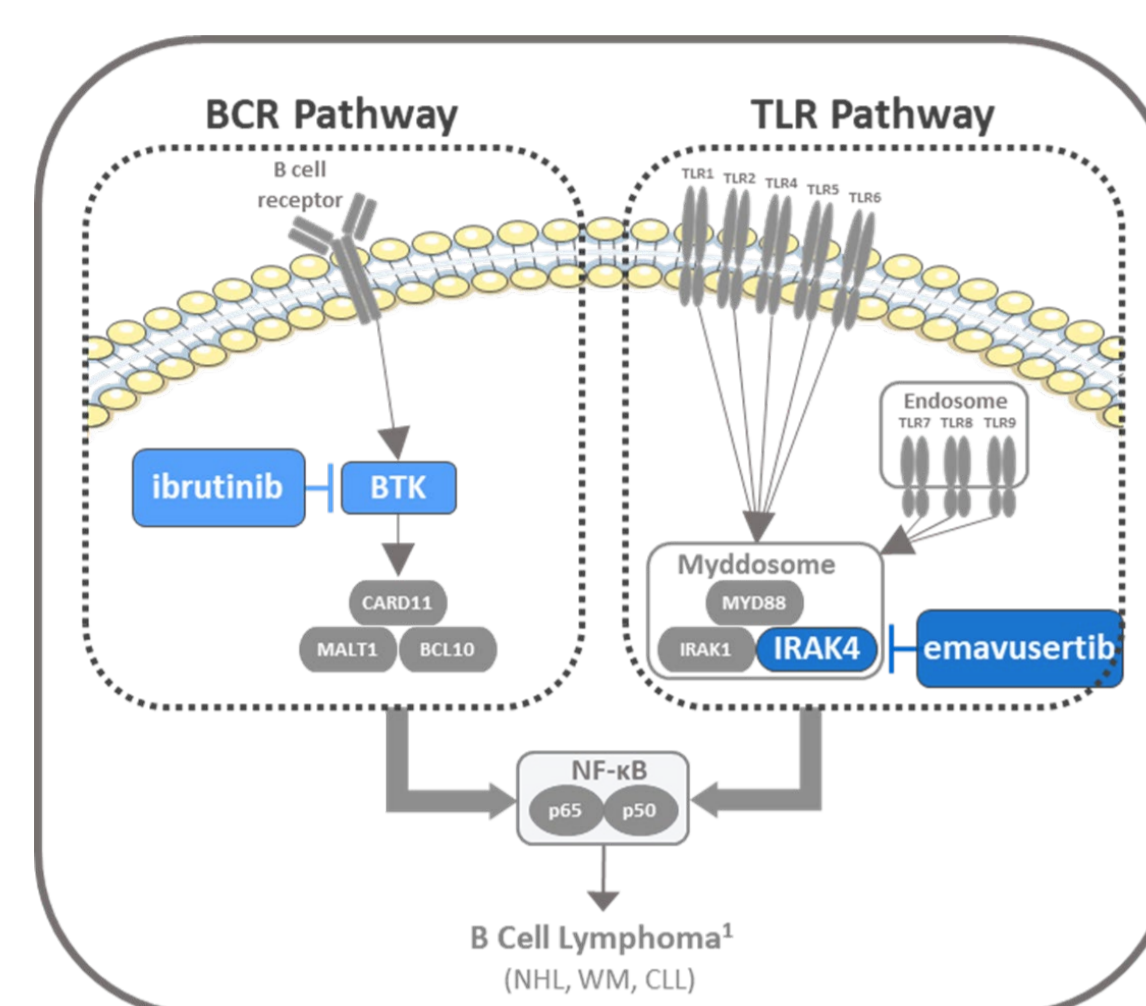 BCR Pathway
B cell
receptor
ibrutinib
BTK
CARD11
MALT1
BCL10
TLR Pathway
TLR1
TLR2
TLR4
TLR5
TLR6
Endosome
TLR7
TLR8
TLR9
Myddosome
MYD88
IRAK1
IRAK4
emavusertib
NF-κB
p65
p50
B Cell Lymphoma¹
(NHL, WM, CLL)